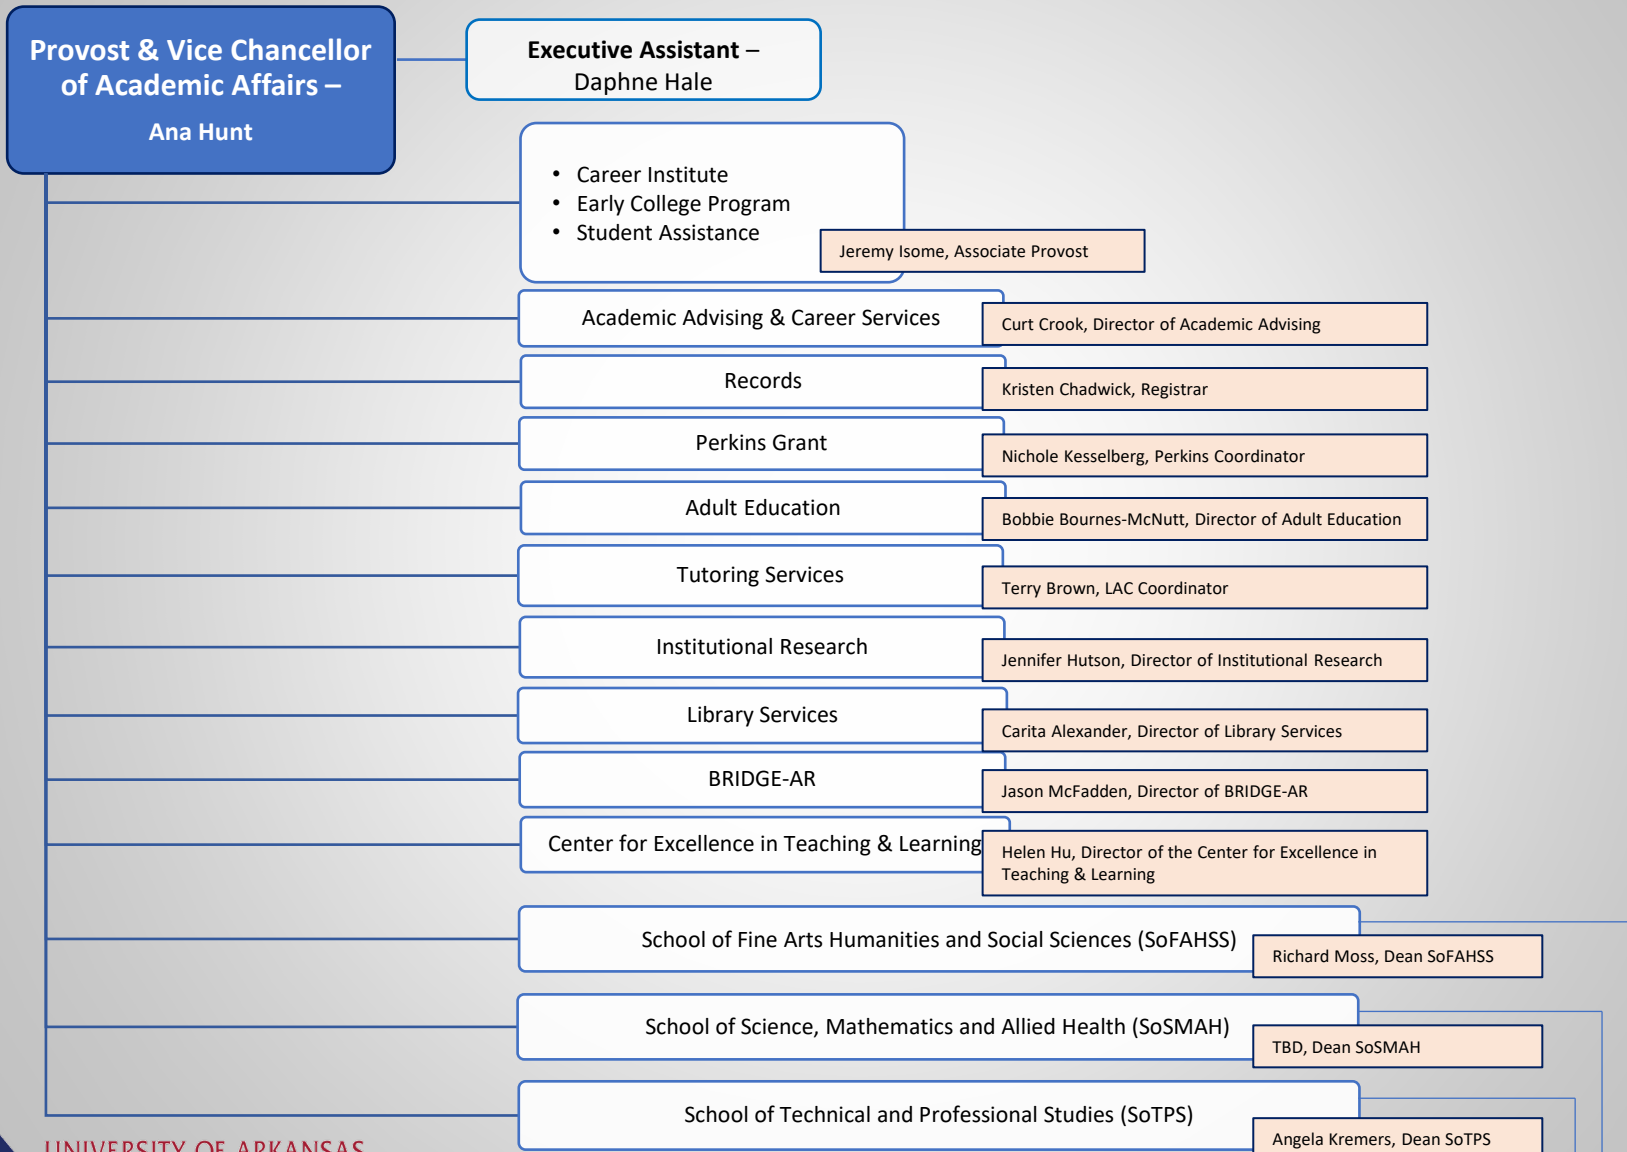 Provost & Vice Chancellor
of Academic Affairs –
Ana Hunt
Executive Assistant –
Daphne Hale
• Career Institute
• Early College Program
• Student Assistance
Jeremy Isome, Associate Provost
Academic Advising & Career Services
Curt Crook, Director of Academic Advising
Records
Kristen Chadwick, Registrar
Perkins Grant
Nichole Kesselberg, Perkins Coordinator
Adult Education
Bobbie Bournes-McNutt, Director of Adult Education
Tutoring Services
Terry Brown, LAC Coordinator
Institutional Research
Jennifer Hutson, Director of Institutional Research
Library Services
Carita Alexander, Director of Library Services
BRIDGE-AR
Jason McFadden, Director of BRIDGE-AR
Center for Excellence in Teaching & Learning
Helen Hu, Director of the Center for Excellence in
Teaching & Learning
School of Fine Arts Humanities and Social Sciences (SoFAHSS)
Richard Moss, Dean SoFAHSS
School of Science, Mathematics and Allied Health (SoSMAH)
TBD, Dean SoSMAH
School of Technical and Professional Studies (SoTPS)
Angela Kremers, Dean SoTPS
UNIVERSITY OF ARKANSAS